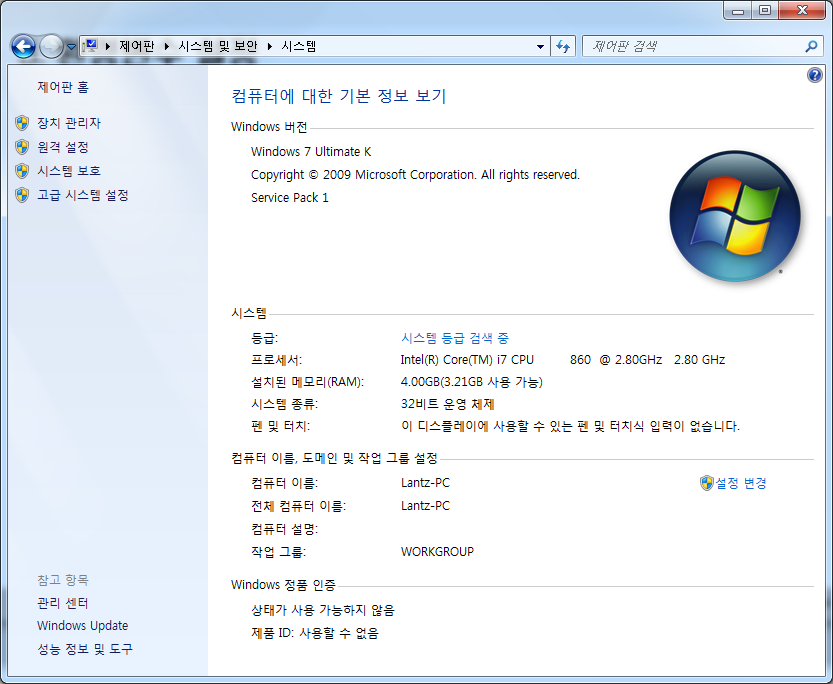 제어판 ▸ 시스템 및 보안 ▸ 시스템
제어판 검색
제어판 홈
장치 관리자
원격 설정
시스템 보호
고급 시스템 설정
참고 항목
관리 센터
Windows Update
성능 정보 및 도구
컴퓨터에 대한 기본 정보 보기
Windows 버전
Windows 7 Ultimate K
Copyright © 2009 Microsoft Corporation. All rights reserved.
Service Pack 1
시스템
등급: 시스템 등급 검색 중
프로세서: Intel(R) Core(TM) i7 CPU 860 @ 2.80GHz 2.80 GHz
설치된 메모리(RAM): 4.00GB(3.21GB 사용 가능)
시스템 종류: 32비트 운영 체제
펜 및 터치: 이 디스플레이에 사용할 수 있는 펜 및 터치식 입력이 없습니다.
컴퓨터 이름, 도메인 및 작업 그룹 설정
컴퓨터 이름: Lantz-PC 설정 변경
전체 컴퓨터 이름: Lantz-PC
컴퓨터 설명:
작업 그룹: WORKGROUP
Windows 정품 인증
상태가 사용 가능하지 않음
제품 ID: 사용할 수 없음